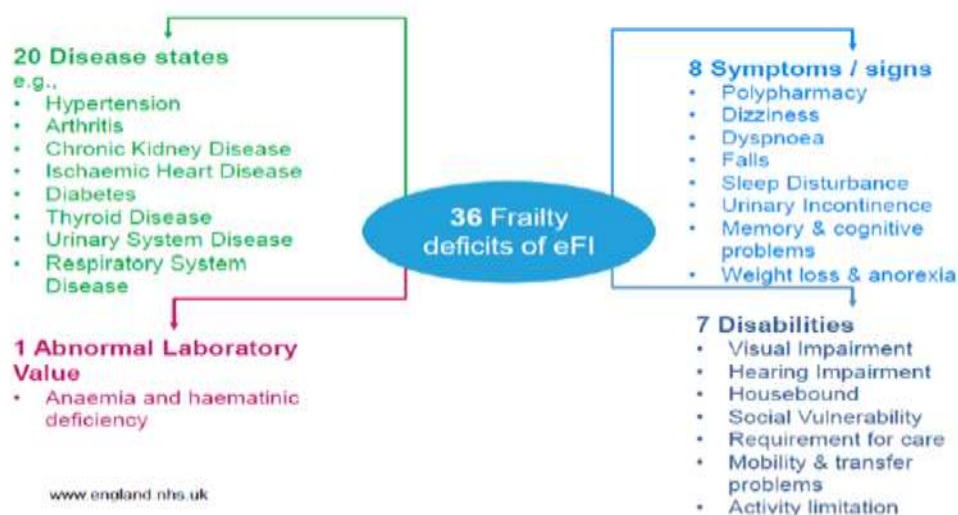 20 Disease states
e.g.,
• Hypertension
• Arthritis
• Chronic Kidney Disease
• Ischaemic Heart Disease
• Diabetes
• Thyroid Disease
• Urinary System Disease
• Respiratory System
Disease
1 Abnormal Laboratory
Value
• Anaemia and haematinic
deficiency
36 Frailty
deficits of eFI
8 Symptoms / signs
• Polypharmacy
• Dizziness
• Dyspnoea
• Falls
• Sleep Disturbance
• Urinary Incontinence
• Memory & cognitive
problems
• Weight loss & anorexia
7 Disabilities
• Visual Impairment
• Hearing Impairment
• Housebound
• Social Vulnerability
• Requirement for care
• Mobility & transfer
problems
• Activity limitation
www.england.nhs.uk